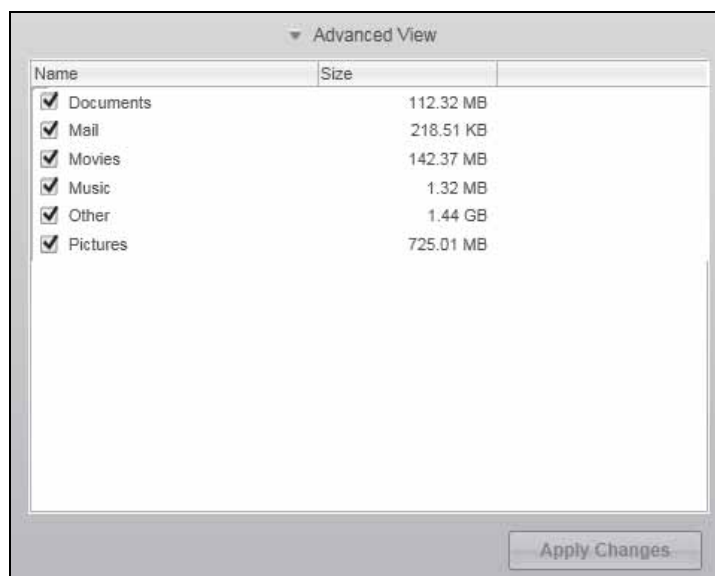 Advanced View
Name Size
Documents 112.32 MB
Mail 218.51 KB
Movies 142.37 MB
Music 1.32 MB
Other 1.44 GB
Pictures 725.01 MB
Apply Changes